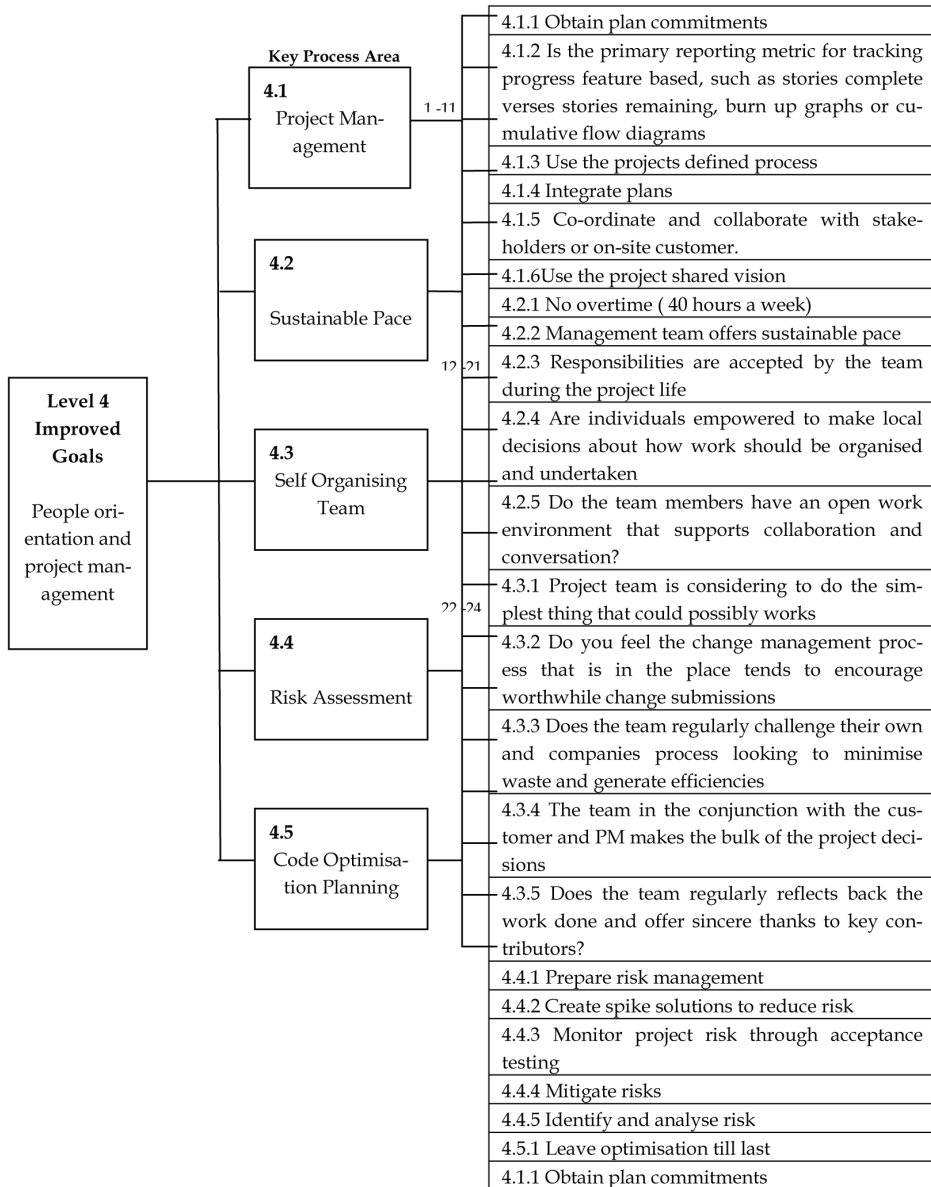 Key Process Area
Level 4
Improved
Goals
People ori-
entation and
project man-
agement
4.1
Project Man-
agement
4.2
Sustainable Pace
4.3
Self Organising
Team
4.4
Risk Assessment
4.5
Code Optimisa-
tion Planning
1 -11
12 -21
22 -24
4.1.1 Obtain plan commitments
4.1.2 Is the primary reporting metric for tracking
progress feature based, such as stories complete
verses stories remaining, burn up graphs or cu-
mulative flow diagrams
4.1.3 Use the projects defined process
4.1.4 Integrate plans
4.1.5 Co-ordinate and collaborate with stake-
holders or on-site customer.
4.1.6Use the project shared vision
4.2.1 No overtime ( 40 hours a week)
4.2.2 Management team offers sustainable pace
4.2.3 Responsibilities are accepted by the team
during the project life
4.2.4 Are individuals empowered to make local
decisions about how work should be organised
and undertaken
4.2.5 Do the team members have an open work
environment that supports collaboration and
conversation?
4.3.1 Project team is considering to do the sim-
plest thing that could possibly works
4.3.2 Do you feel the change management proc-
ess that is in the place tends to encourage
worthwhile change submissions
4.3.3 Does the team regularly challenge their own
and companies process looking to minimise
waste and generate efficiencies
4.3.4 The team in the conjunction with the cus-
tomer and PM makes the bulk of the project deci-
sions
4.3.5 Does the team regularly reflects back the
work done and offer sincere thanks to key con-
tributors?
4.4.1 Prepare risk management
4.4.2 Create spike solutions to reduce risk
4.4.3 Monitor project risk through acceptance
testing
4.4.4 Mitigate risks
4.4.5 Identify and analyse risk
4.5.1 Leave optimisation till last
4.1.1 Obtain plan commitments